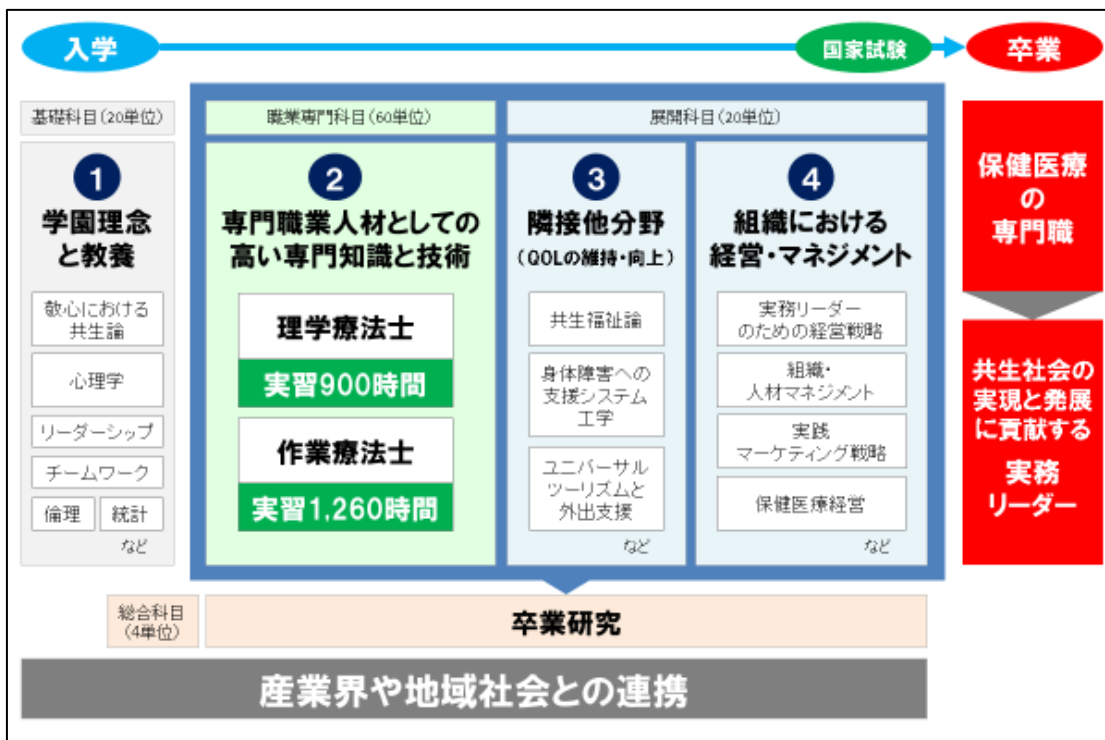 入学
国家試験
卒業
基礎科目(20単位)
職業専門科目(60単位)
展開科目(20単位)
1
学園理念
と教養
敬心における
共生論
心理学
リーダーシップ
チームワーク
倫理
統計
など
2
専門職業人材としての
高い専門知識と技術
理学療法士
実習900時間
作業療法士
実習1,260時間
3
隣接他分野
(QOLの維持・向上)
共生福祉論
身体障害への
支援システム
工学
ユニバーサル
ツーリズムと
外出支援
など
4
組織における
経営・マネジメント
実務リーダー
のための経営戦略
組織・
人材マネジメント
実践
マーケティング戦略
保健医療経営
など
保健医療
の
専門職
共生社会の
実現と発展
に貢献する
実務
リーダー
総合科目
(4単位)
卒業研究
産業界や地域社会との連携